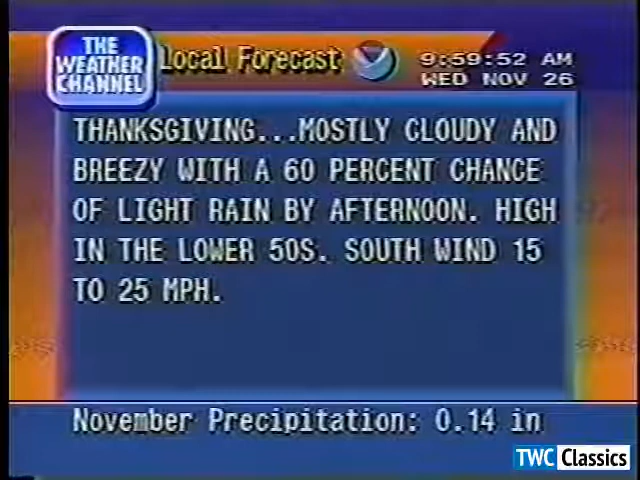 THE
WEATHER
CHANNEL
Local Forecast
9:59:52 AM
WED NOV 26
THANKSGIVING...MOSTLY CLOUDY AND
BREEZY WITH A 60 PERCENT CHANCE
OF LIGHT RAIN BY AFTERNOON. HIGH
IN THE LOWER 50S. SOUTH WIND 15
TO 25 MPH.
November Precipitation: 0.14 in
TWC Classics